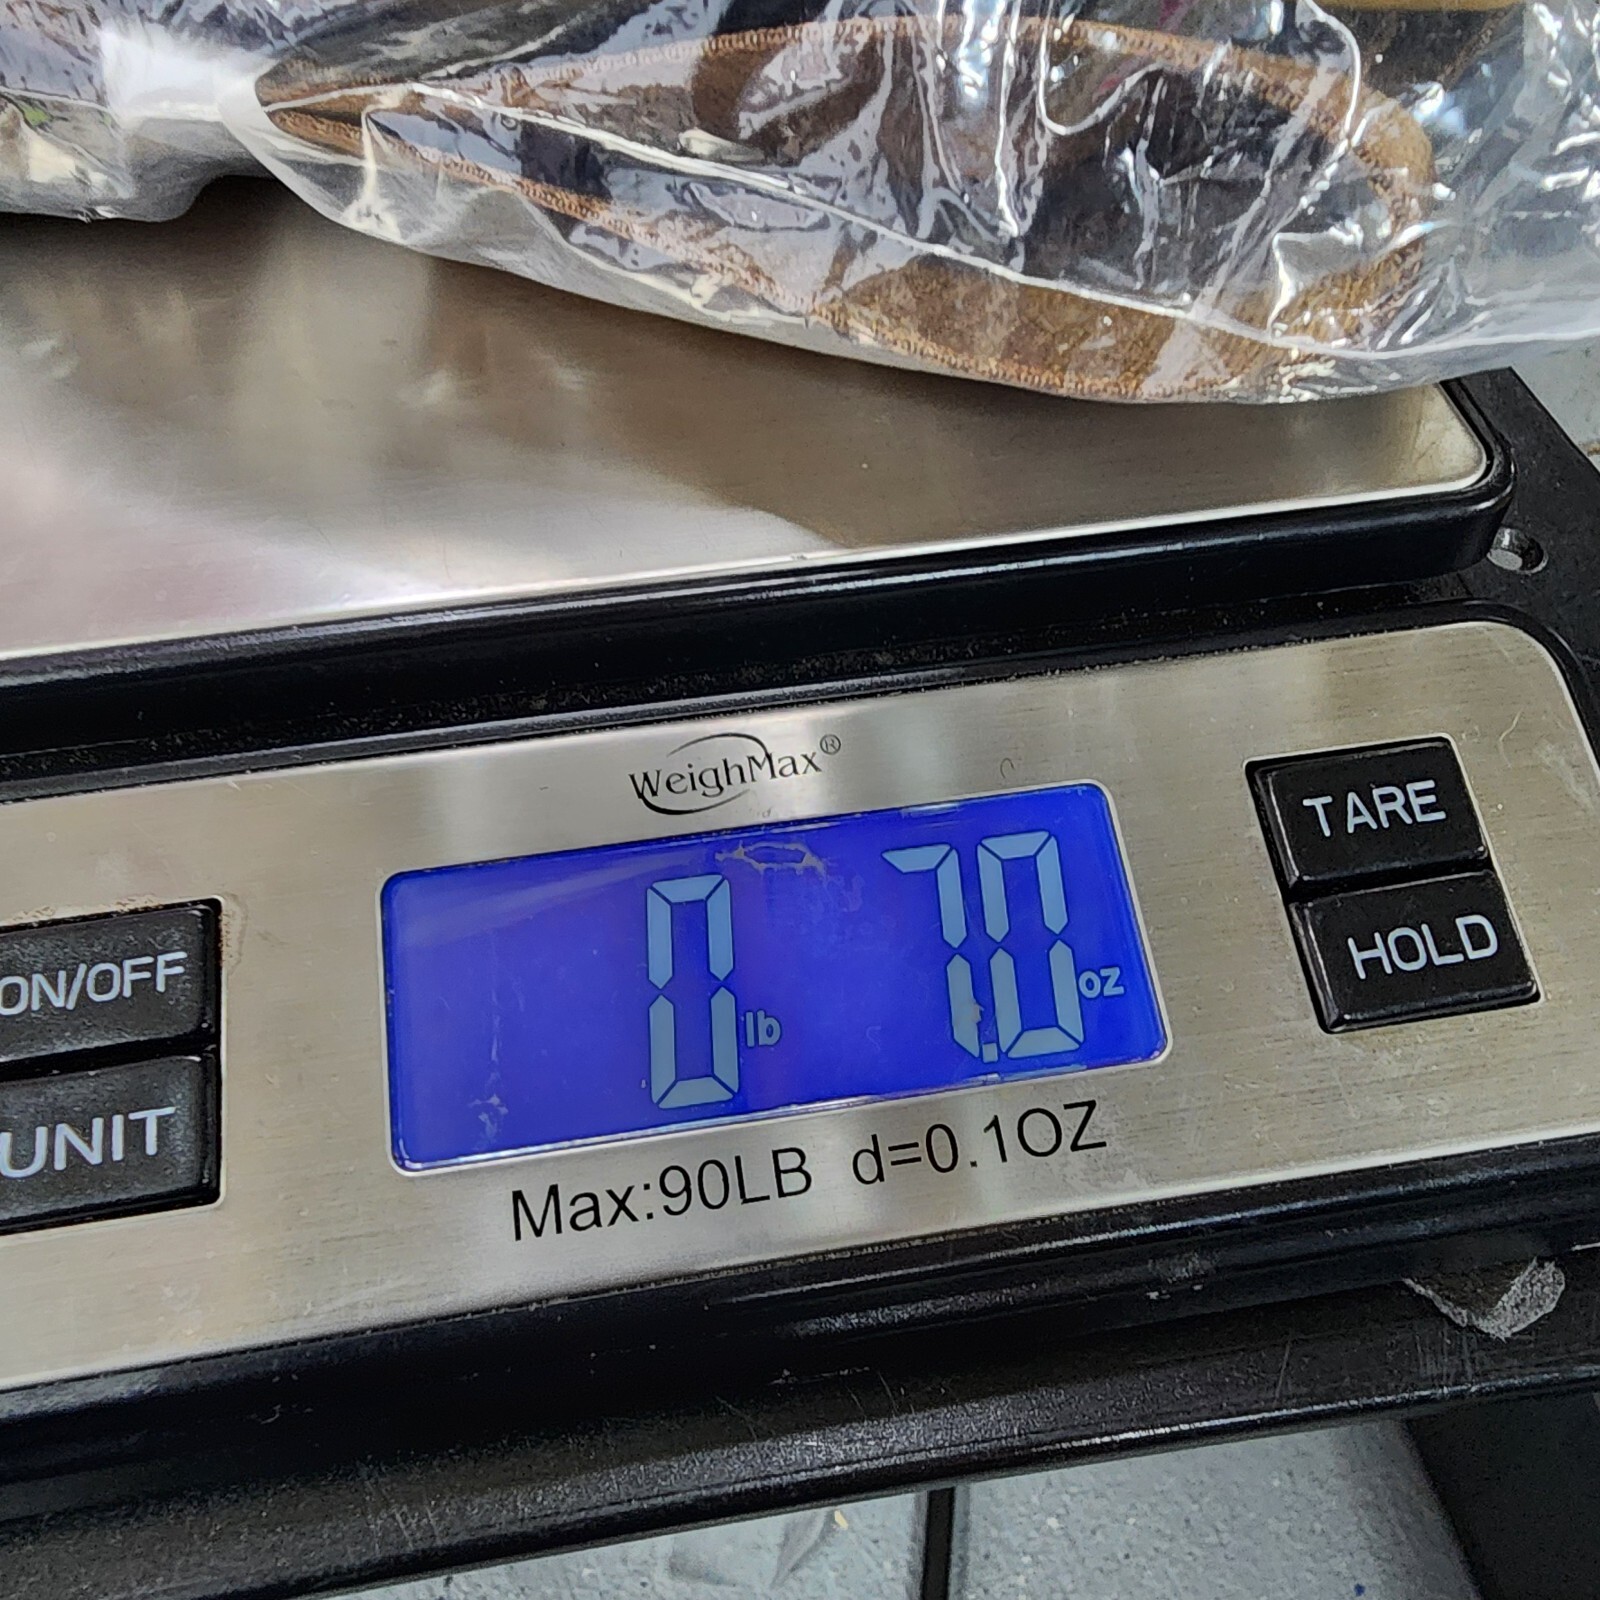 WeighMax®
TARE
HOLD
ON/OFF
UNIT
0 lb 7.0 oz
Max:90LB d=0.1OZ